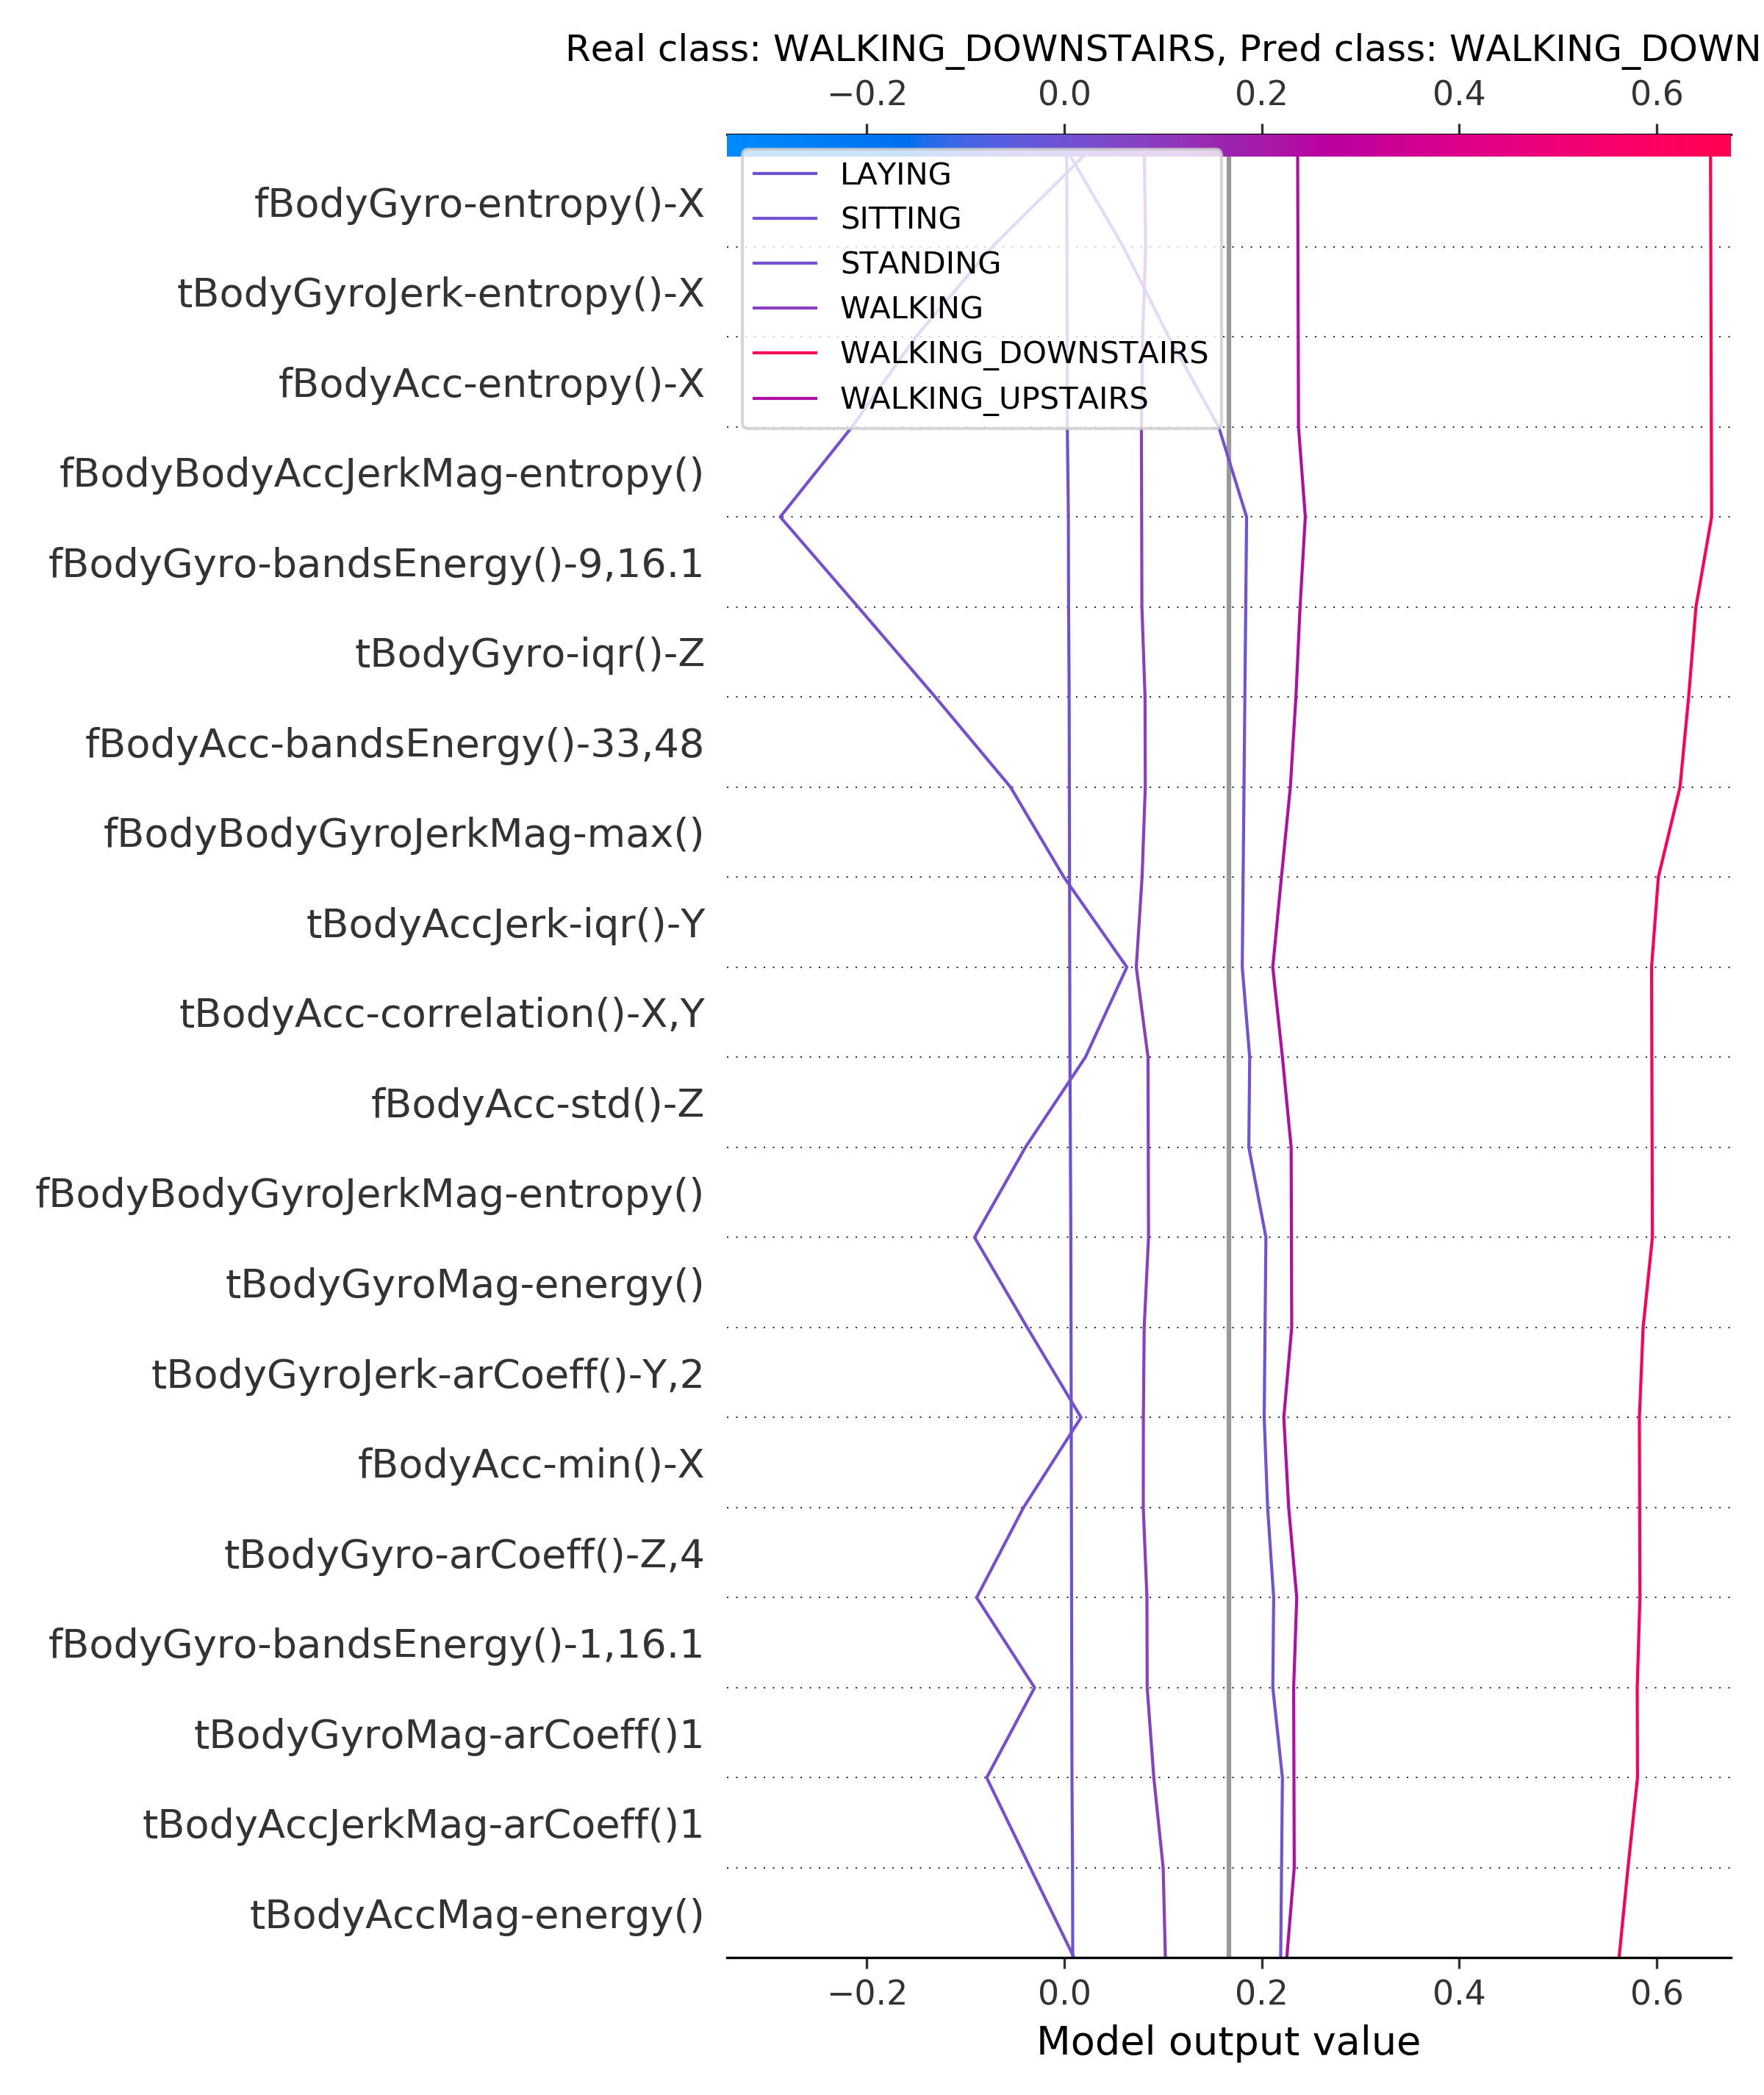 Real class: WALKING_DOWNSTAIRS, Pred class: WALKING_DOWN
−0.2 0.0 0.2 0.4 0.6
LAYING
SITTING
STANDING
WALKING
WALKING_DOWNSTAIRS
WALKING_UPSTAIRS
fBodyGyro-entropy()-X
tBodyGyroJerk-entropy()-X
fBodyAcc-entropy()-X
fBodyBodyAccJerkMag-entropy()
fBodyGyro-bandsEnergy()-9,16.1
tBodyGyro-iqr()-Z
fBodyAcc-bandsEnergy()-33,48
fBodyBodyGyroJerkMag-max()
tBodyAccJerk-iqr()-Y
tBodyAcc-correlation()-X,Y
fBodyAcc-std()-Z
fBodyBodyGyroJerkMag-entropy()
tBodyGyroMag-energy()
tBodyGyroJerk-arCoeff()-Y,2
fBodyAcc-min()-X
tBodyGyro-arCoeff()-Z,4
fBodyGyro-bandsEnergy()-1,16.1
tBodyGyroMag-arCoeff()1
tBodyAccJerkMag-arCoeff()1
tBodyAccMag-energy()
−0.2 0.0 0.2 0.4 0.6
Model output value